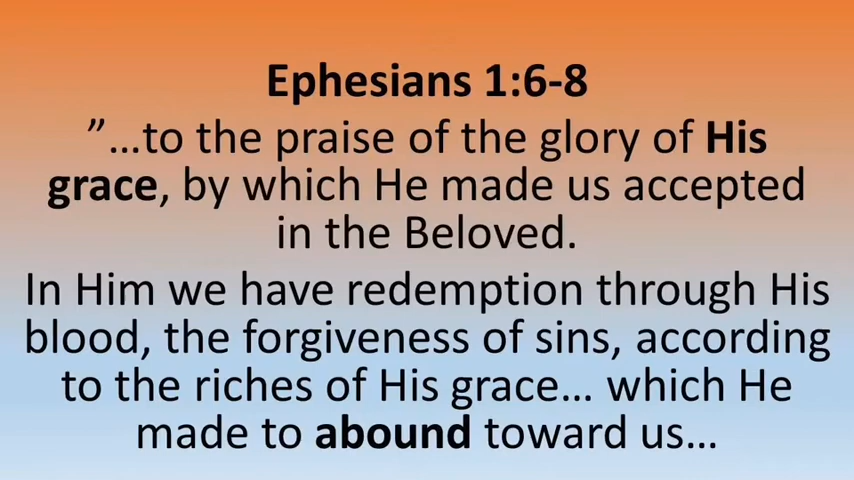 Ephesians 1:6-8
”…to the praise of the glory of His
grace, by which He made us accepted
in the Beloved.
In Him we have redemption through His
blood, the forgiveness of sins, according
to the riches of His grace… which He
made to abound toward us…